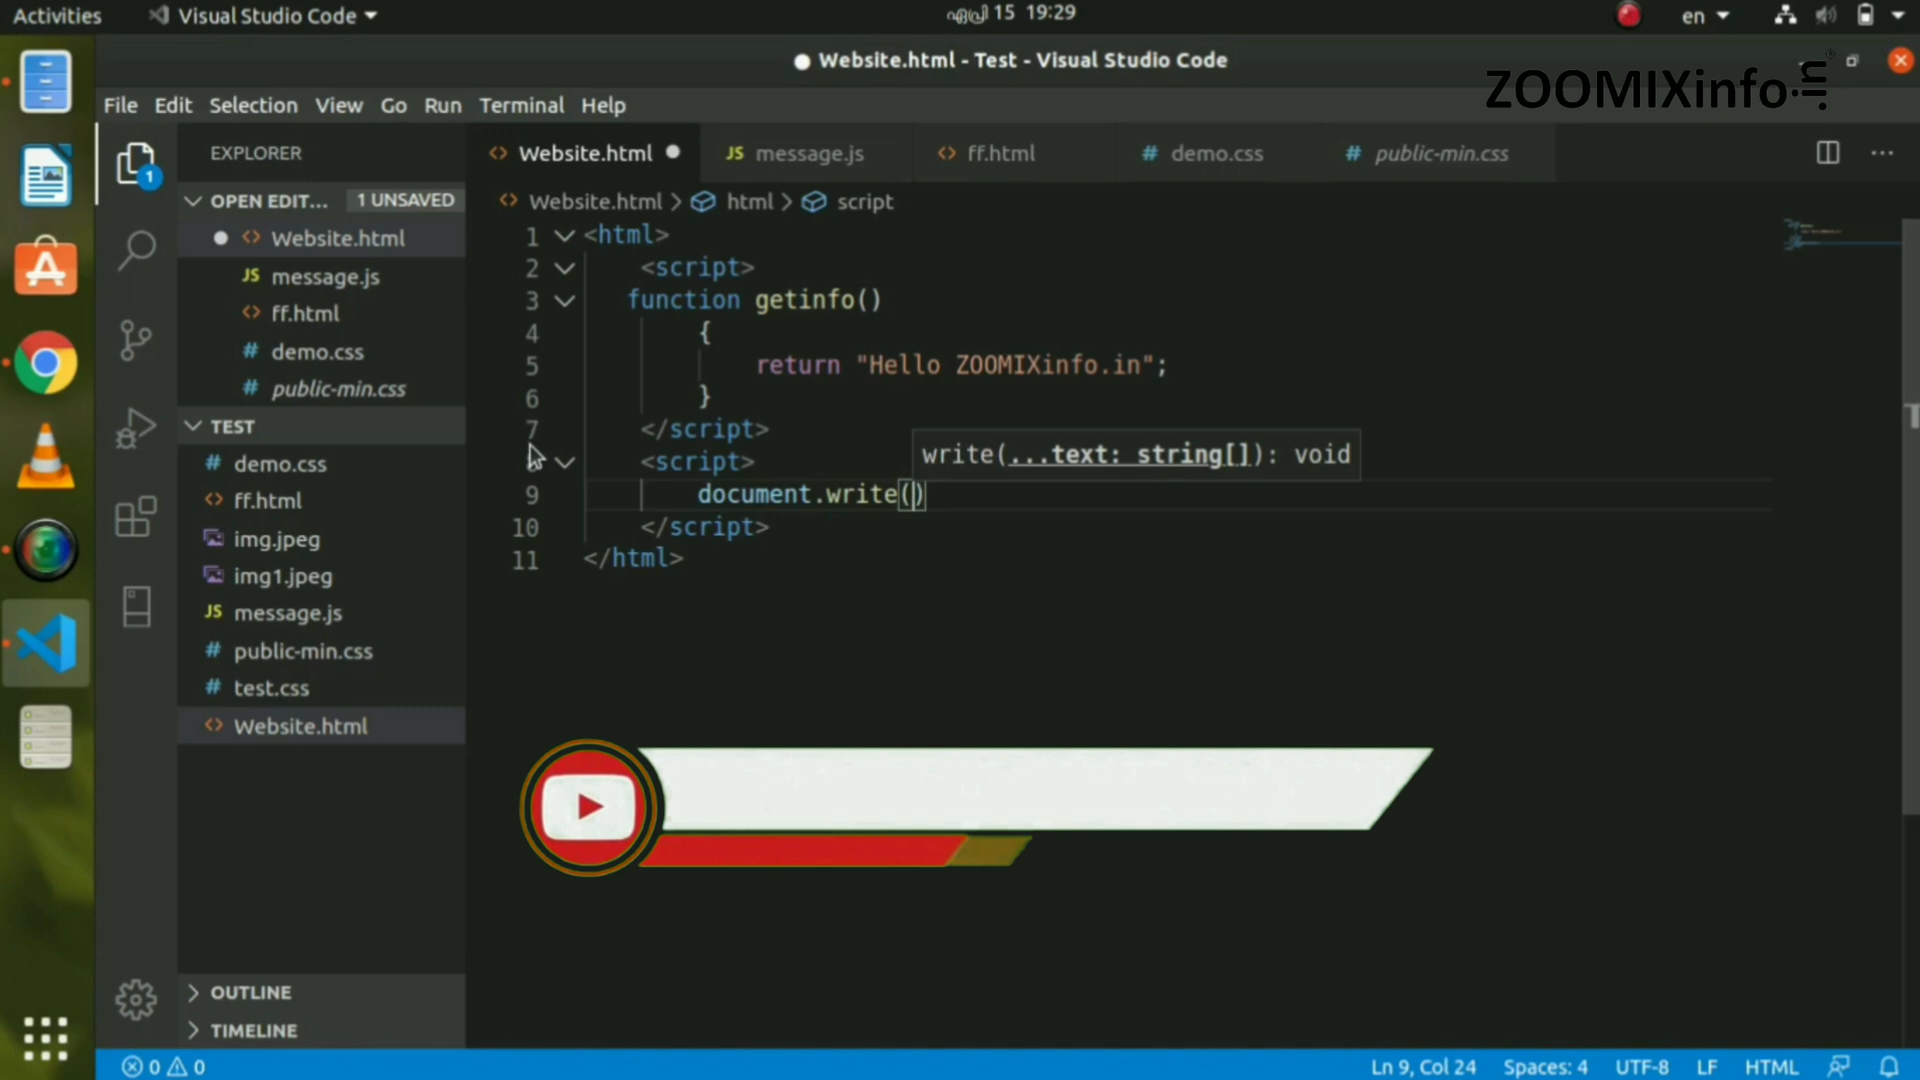 Activities
Visual Studio Code
ഏപ്രി 15 19:29
en
Website.html - Test - Visual Studio Code
ZOOMIXinfo.in
File Edit Selection View Go Run Terminal Help
EXPLORER
OPEN EDIT... 1 UNSAVED
Website.html
message.js
ff.html
demo.css
public-min.css
TEST
demo.css
ff.html
img.jpeg
img1.jpeg
message.js
public-min.css
test.css
Website.html
OUTLINE
TIMELINE
Website.html message.js ff.html demo.css public-min.css
Website.html > html > script
1 <html>
2 <script>
3 function getinfo()
4 {
5 return "Hello ZOOMIXinfo.in";
6 }
7 </script>
<script>
write(...text: string[]): void
9 document.write()
10 </script>
11 </html>
0 0
Ln 9, Col 24 Spaces: 4 UTF-8 LF HTML